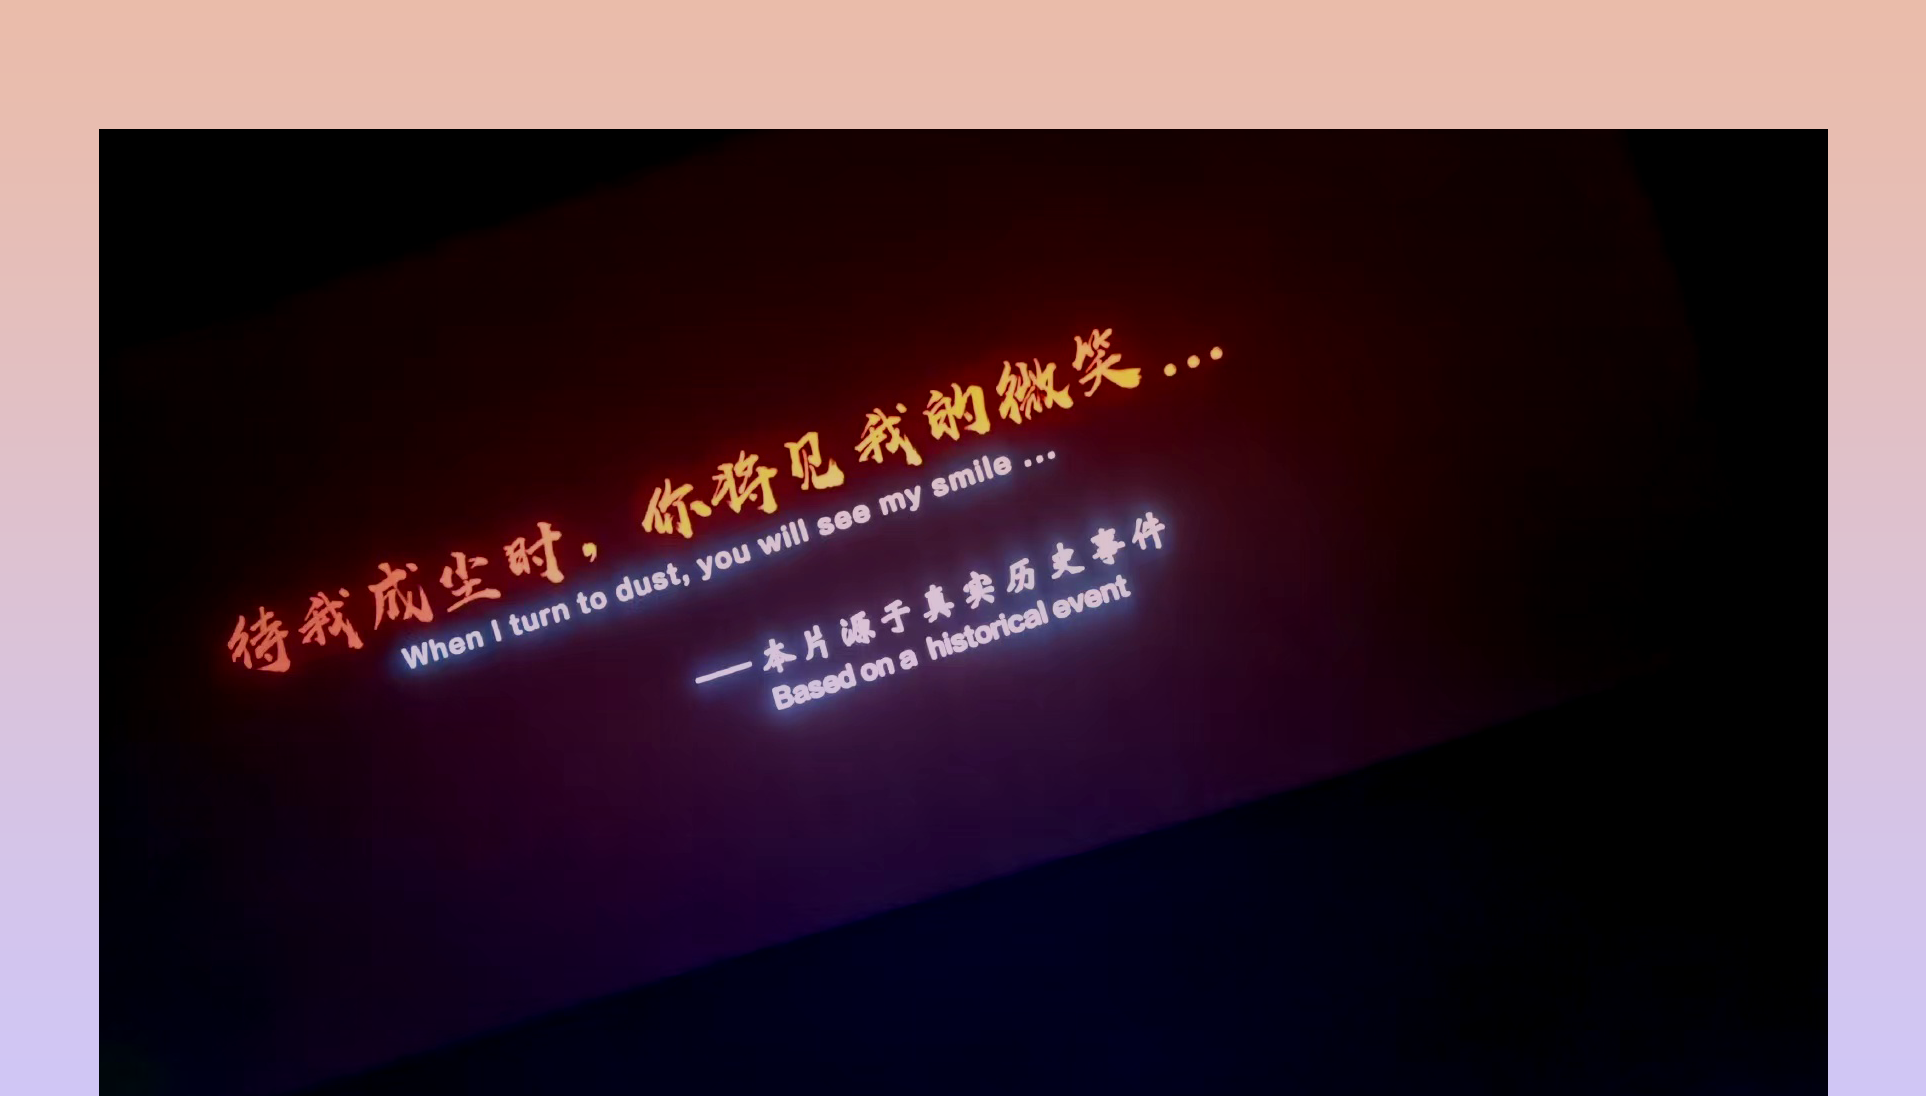 待我成尘时，你将见我的微笑...
When I turn to dust, you will see my smile ...
——本片源于真实历史事件
Based on a historical event